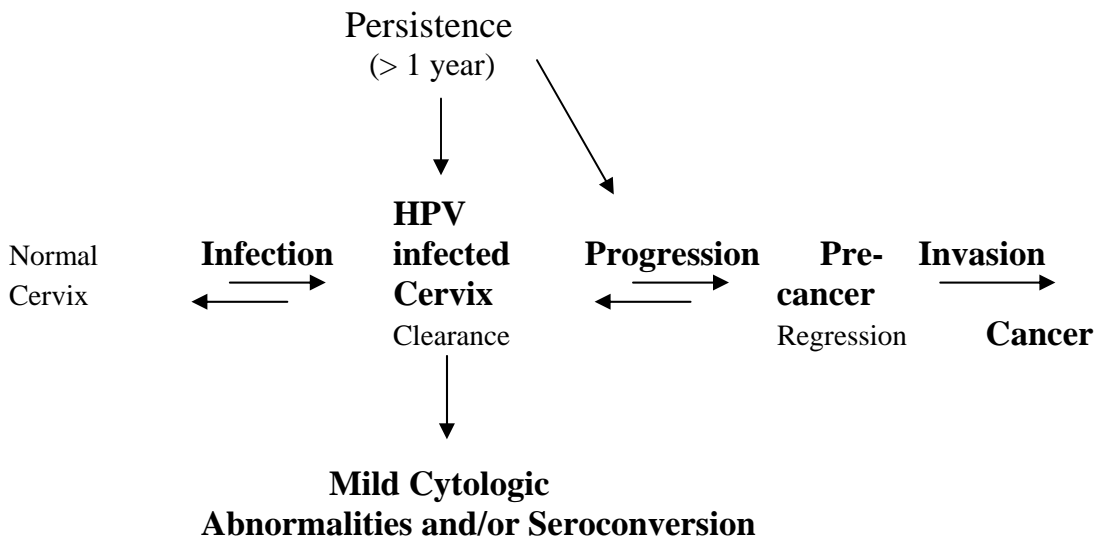 Persistence
(> 1 year)
HPV
Normal Infection infected Progression Pre- Invasion
Cervix Cervix cancer
Clearance Regression Cancer
Mild Cytologic
Abnormalities and/or Seroconversion